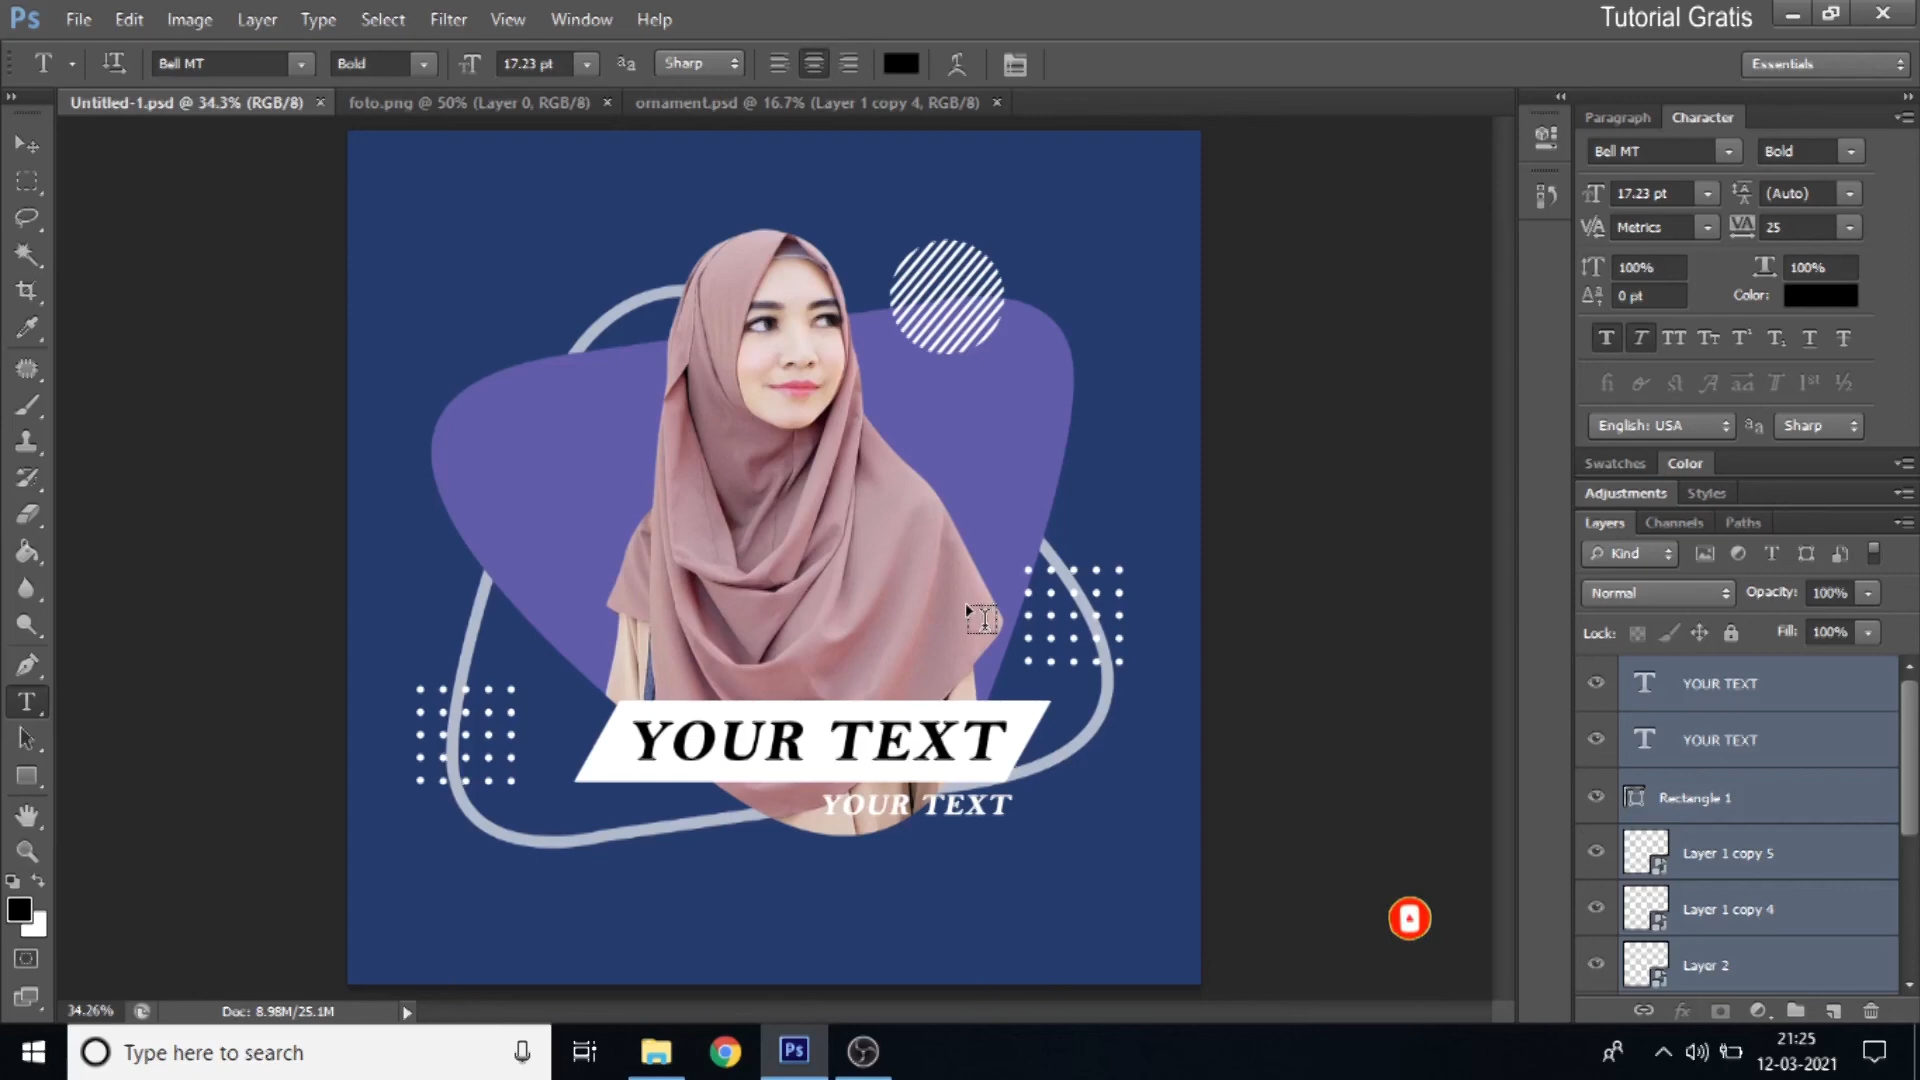 Ps File Edit Image Layer Type Select Filter View Window Help Tutorial Gratis
Bell MT Bold 17.23 pt Sharp Essentials
Untitled-1.psd @ 34.3% (RGB/8) × foto.png @ 50% (Layer 0, RGB/8) × ornament.psd @ 16.7% (Layer 1 copy 4, RGB/8) ×
Paragraph Character
Bell MT Bold
17.23 pt (Auto)
Metrics 25
100% 100%
0 pt Color:
English: USA Sharp
Swatches Color
Adjustments Styles
Layers Channels Paths
Kind
Normal Opacity: 100%
Lock: Fill: 100%
YOUR TEXT
YOUR TEXT
Rectangle 1
Layer 1 copy 5
Layer 1 copy 4
Layer 2
YOUR TEXT
YOUR TEXT
34.26% Doc: 8.98M/25.1M
Type here to search
Ps
21:25
12-03-2021